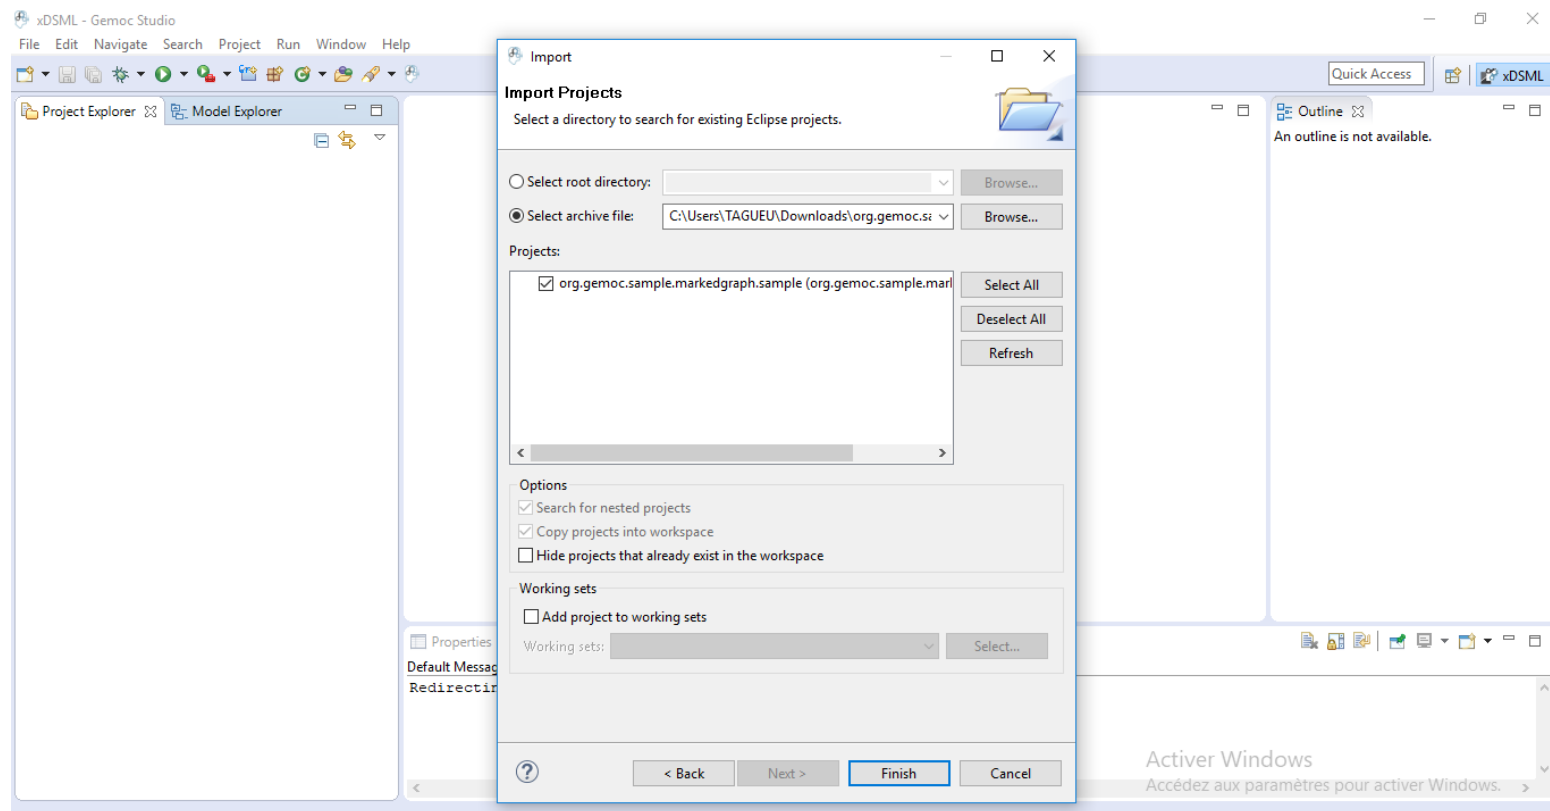 xDSML - Gemoc Studio
File Edit Navigate Search Project Run Window Help
Quick Access
xDSML
Project Explorer
Model Explorer
Outline
An outline is not available.
Properties
Default Messag
Redirectin
Import
Import Projects
Select a directory to search for existing Eclipse projects.
Select root directory:
Browse...
Select archive file:
C:\Users\TAGUEU\Downloads\org.gemoc.sa
Browse...
Projects:
org.gemoc.sample.markedgraph.sample (org.gemoc.sample.marl
Select All
Deselect All
Refresh
Options
Search for nested projects
Copy projects into workspace
Hide projects that already exist in the workspace
Working sets
Add project to working sets
Working sets:
Select...
< Back
Next >
Finish
Cancel
Activer Windows
Accédez aux paramètres pour activer Windows.